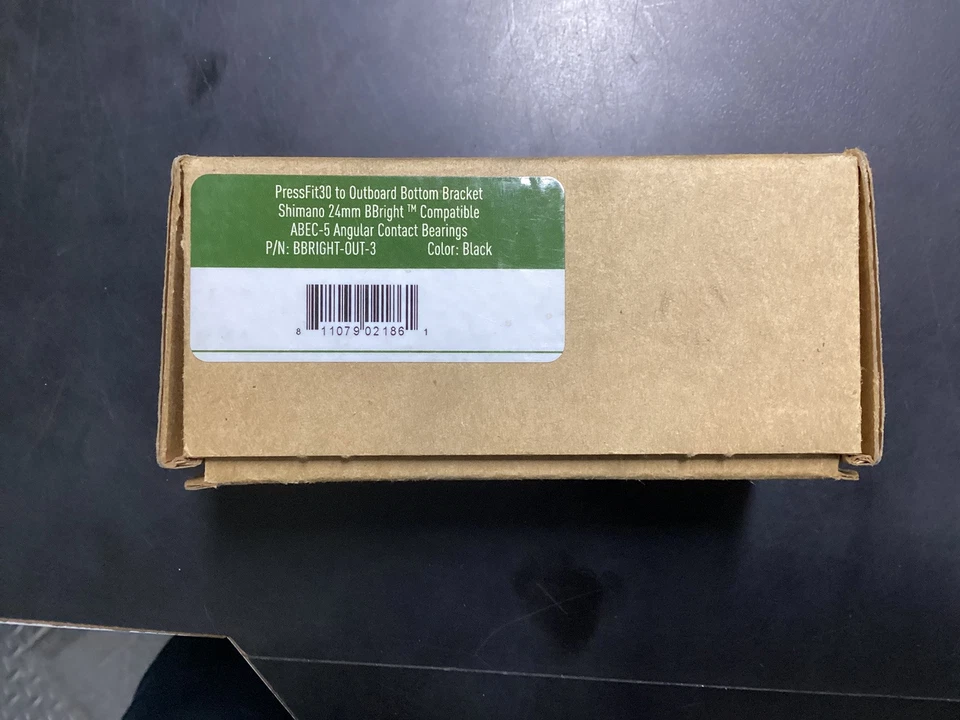 PressFit30 to Outboard Bottom Bracket
Shimano 24mm BBright ™ Compatible
ABEC-5 Angular Contact Bearings
P/N: BBRIGHT-OUT-3 Color: Black
8 11079 02186 1